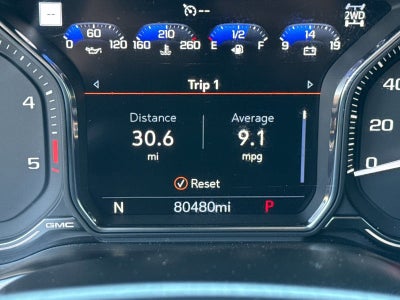 --
2WD
60
0 120
210
160 260
1/2
E F
14
9 19
Trip 1
Distance Average
30.6 9.1
mi mpg
Reset
N 80480mi P
4
5
GMC
40
0